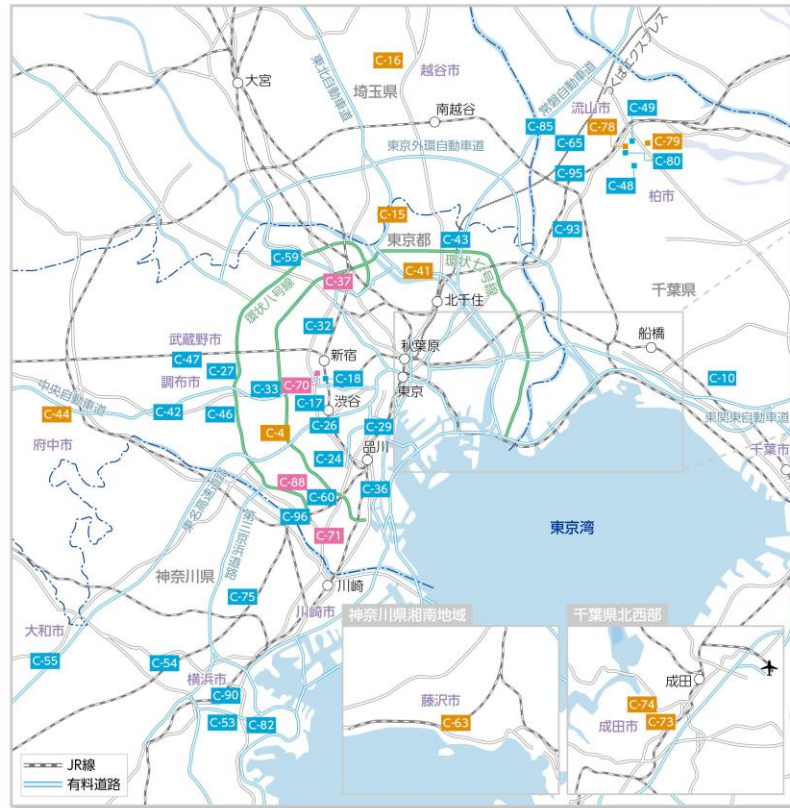 C-16
越谷市
大宮
東北自動車道
埼玉県
南越谷
常磐自動車道
つくばエクスプレス
流山市
C-49
C-85
C-78
C-65
C-79
東京外環自動車道
C-80
C-95
C-48
柏市
C-15
東京都
C-43
C-93
C-59
環状八号線
C-37
C-41
環状七号線
北千住
千葉県
C-32
武蔵野市
C-47
新宿
秋葉原
船橋
C-27
調布市
C-33
C-70
C-18
東京
C-10
中央自動車道
C-44
C-42
C-46
C-17
渋谷
C-26
C-29
東関東自動車道
府中市
C-4
C-24
品川
千葉市
東名高速道路
C-88
C-60
C-36
第三京浜道路
C-96
C-71
東京湾
神奈川県
川崎
C-75
川崎市
大和市
C-55
C-54
横浜市
C-90
C-53
C-82
神奈川県湘南地域
藤沢市
C-63
千葉県北西部
成田
C-74
成田市
C-73
JR線
有料道路